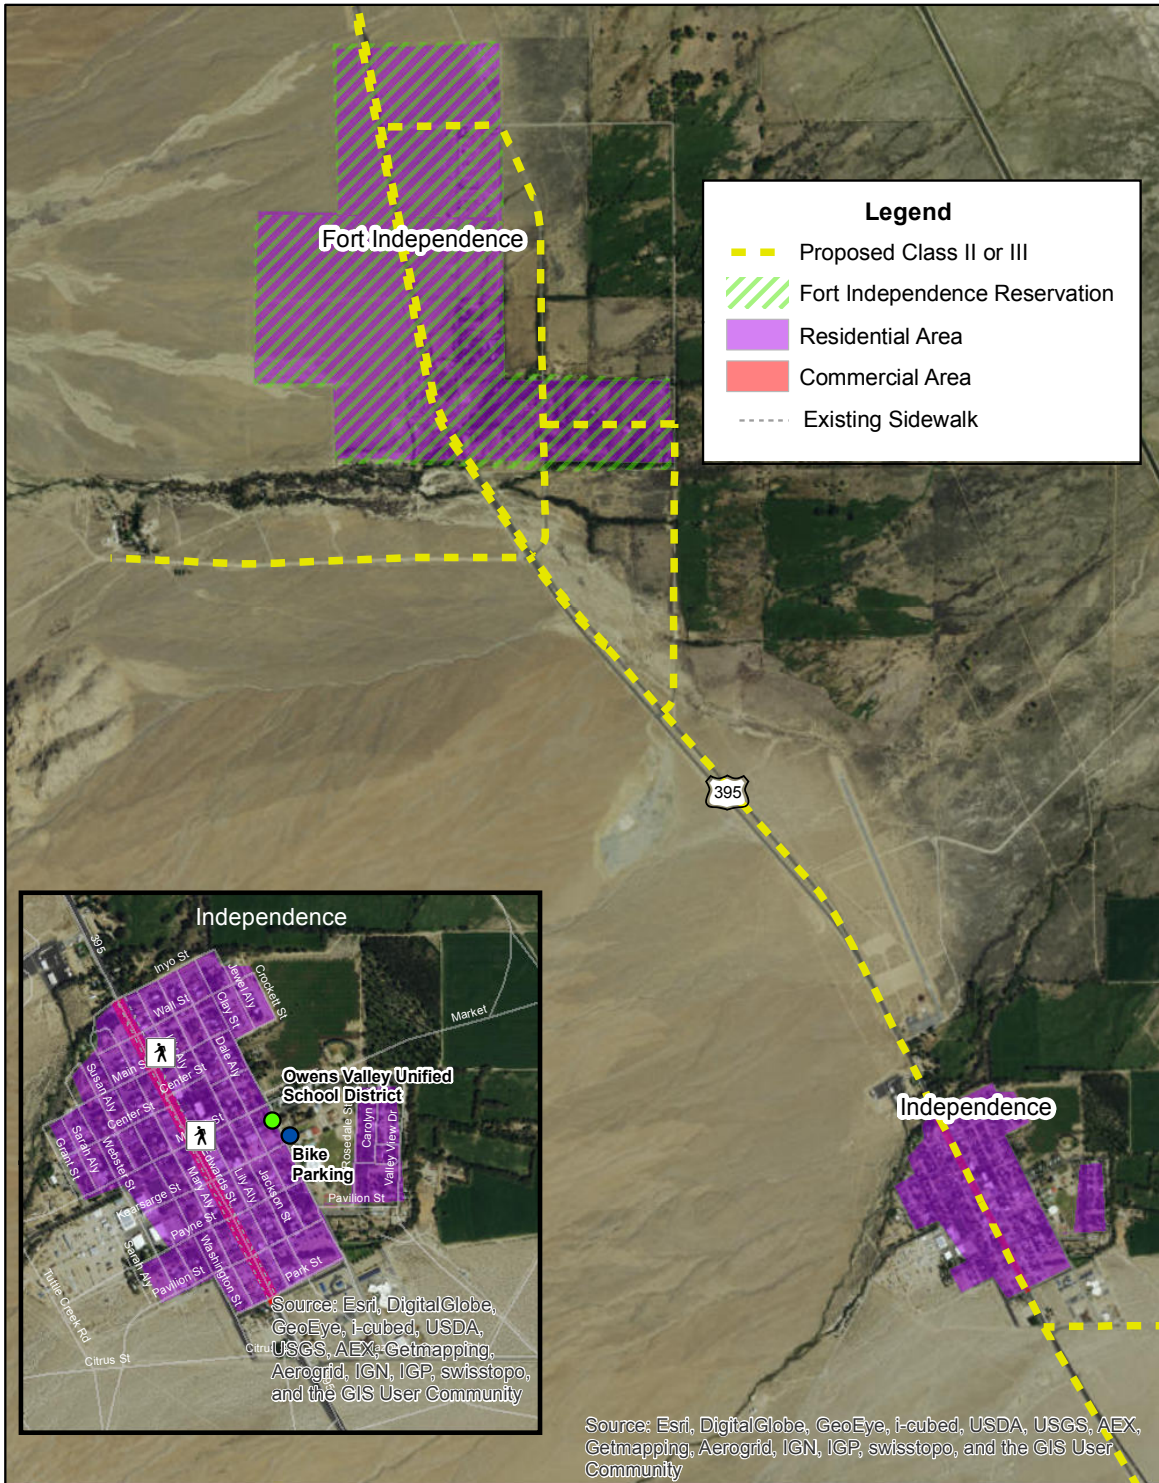 Fort Independence
Legend
Proposed Class II or III
Fort Independence Reservation
Residential Area
Commercial Area
Existing Sidewalk
395
Independence
Independence
395
Inyo St
Jewel Aly
Crockett St
Wall St
Clay St
Market
Dale Aly
Main St
Center St
Susan Aly
Owens Valley Unified
School District
Center St
Sarah Aly
Grant St
Webster St
Rosedale St
Carolyn
Valley View Dr
Bike
Parking
Edwards St
Lily Aly
Jackson St
Mary Aly
Kearsarge St
Pavilion St
Payne St
Washington St
Sarah Aly
Park St
Pavilion St
Tuttle Creek Rd
Citrus St
Source: Esri, DigitalGlobe,
GeoEye, i-cubed, USDA,
USGS, AEX, Getmapping,
Aerogrid, IGN, IGP, swisstopo,
and the GIS User Community
Source: Esri, DigitalGlobe, GeoEye, i-cubed, USDA, USGS, AEX,
Getmapping, Aerogrid, IGN, IGP, swisstopo, and the GIS User
Community